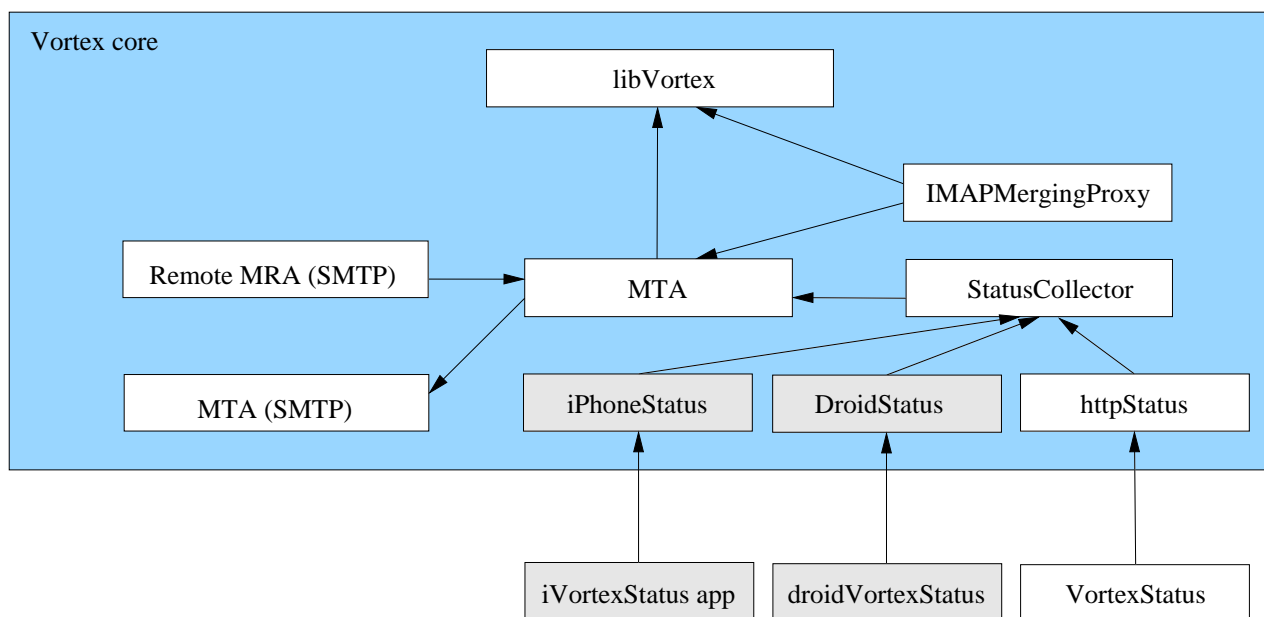 Vortex core
libVortex
IMAPMergingProxy
Remote MRA (SMTP)
MTA
StatusCollector
MTA (SMTP)
iPhoneStatus
DroidStatus
httpStatus
iVortexStatus app
droidVortexStatus
VortexStatus